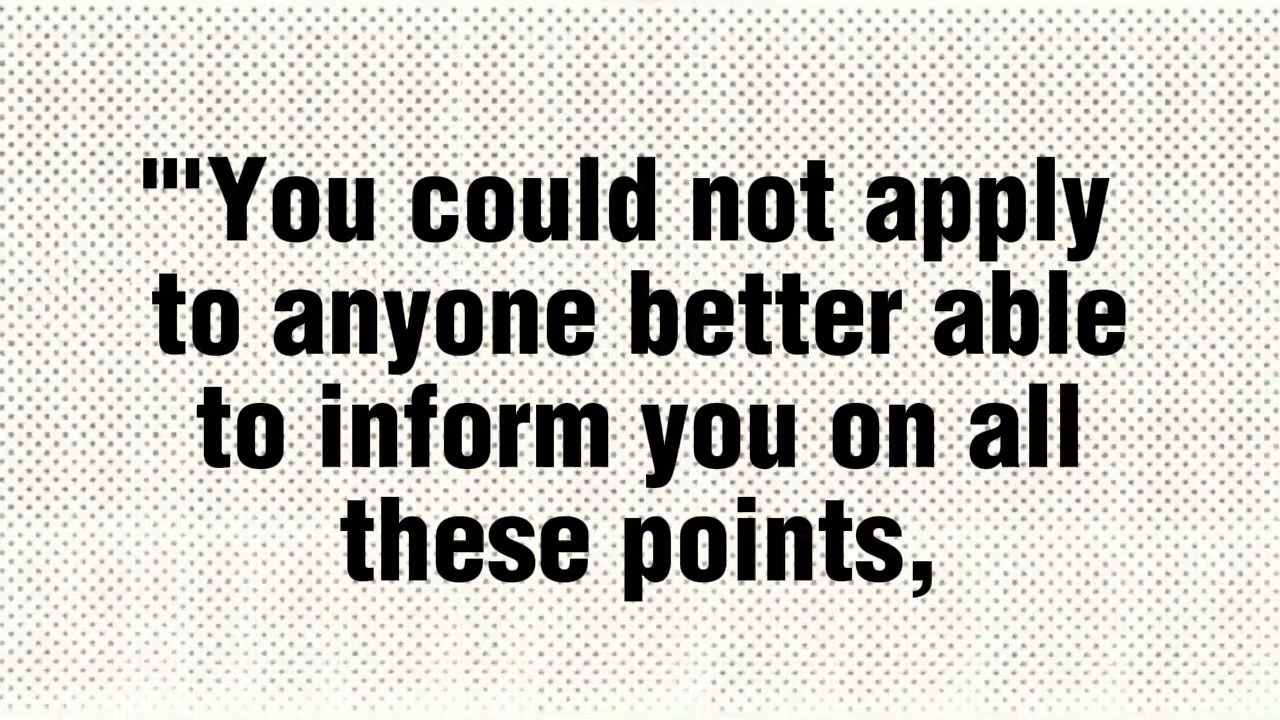 "'You could not apply
to anyone better able
to inform you on all
these points,